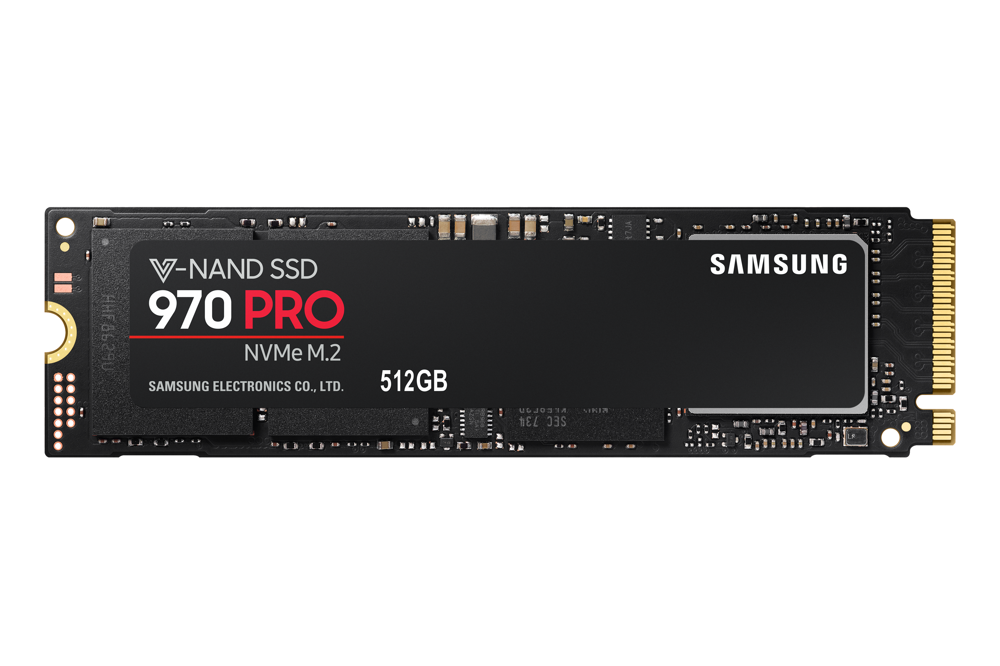 V-NAND SSD
SAMSUNG
970 PRO
NVMe M.2
SAMSUNG ELECTRONICS CO., LTD.
512GB
SEC 734